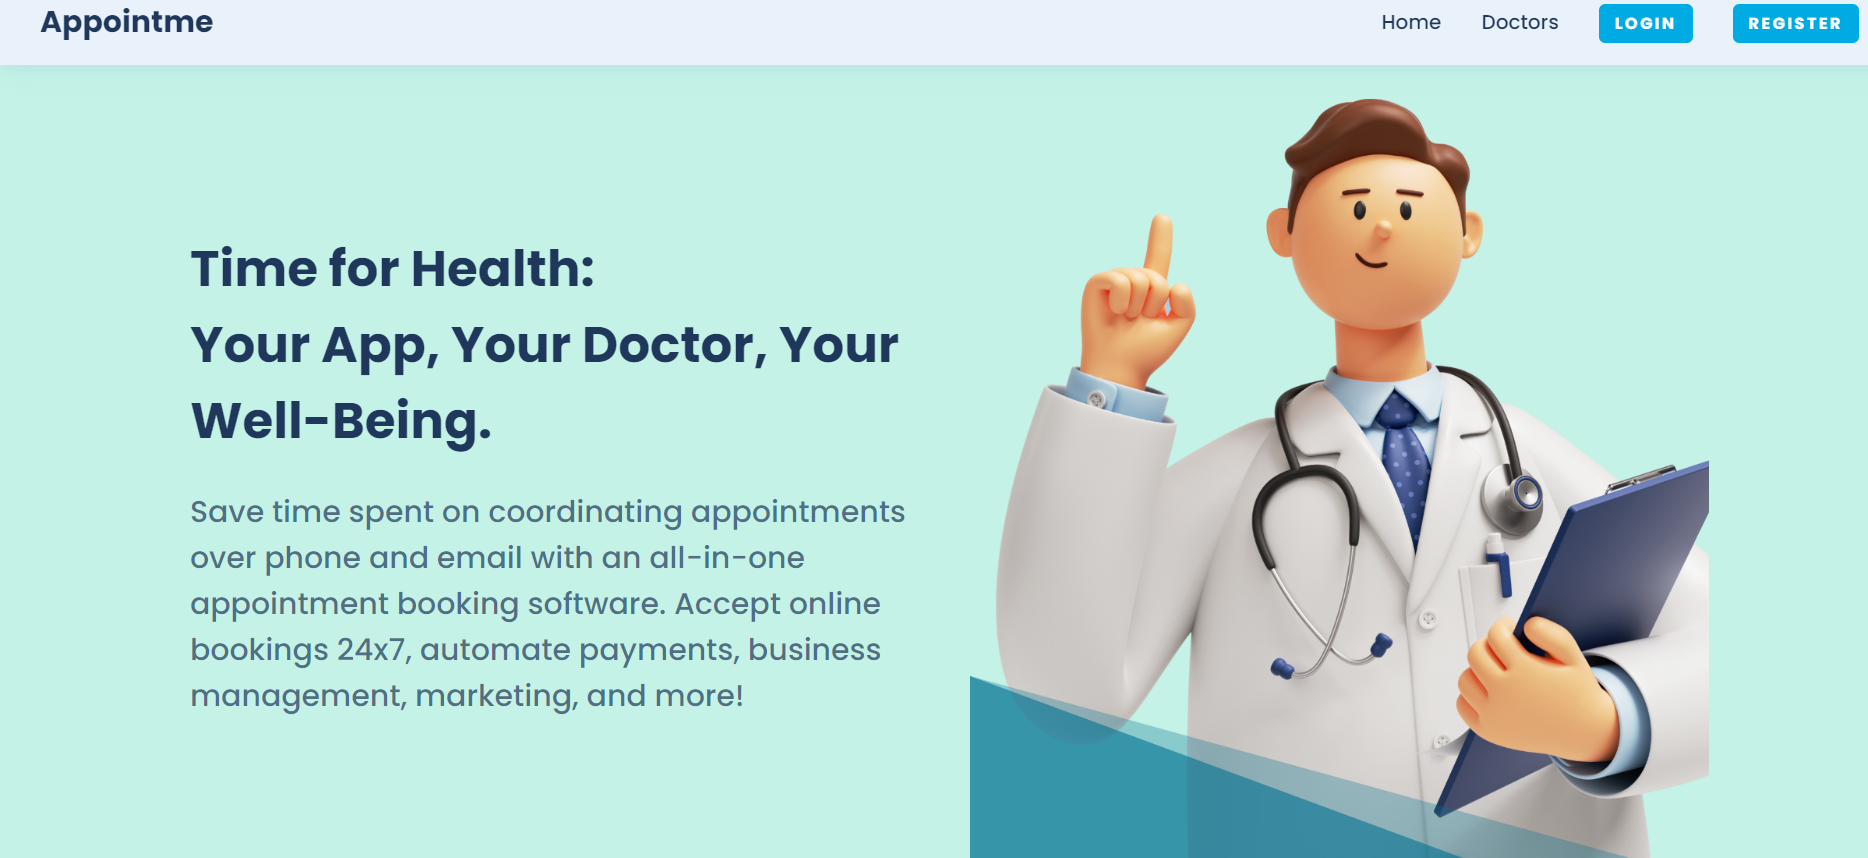 Appointme
Home
Doctors
LOGIN
REGISTER
Time for Health:
Your App, Your Doctor, Your
Well-Being.
Save time spent on coordinating appointments
over phone and email with an all-in-one
appointment booking software. Accept online
bookings 24x7, automate payments, business
management, marketing, and more!